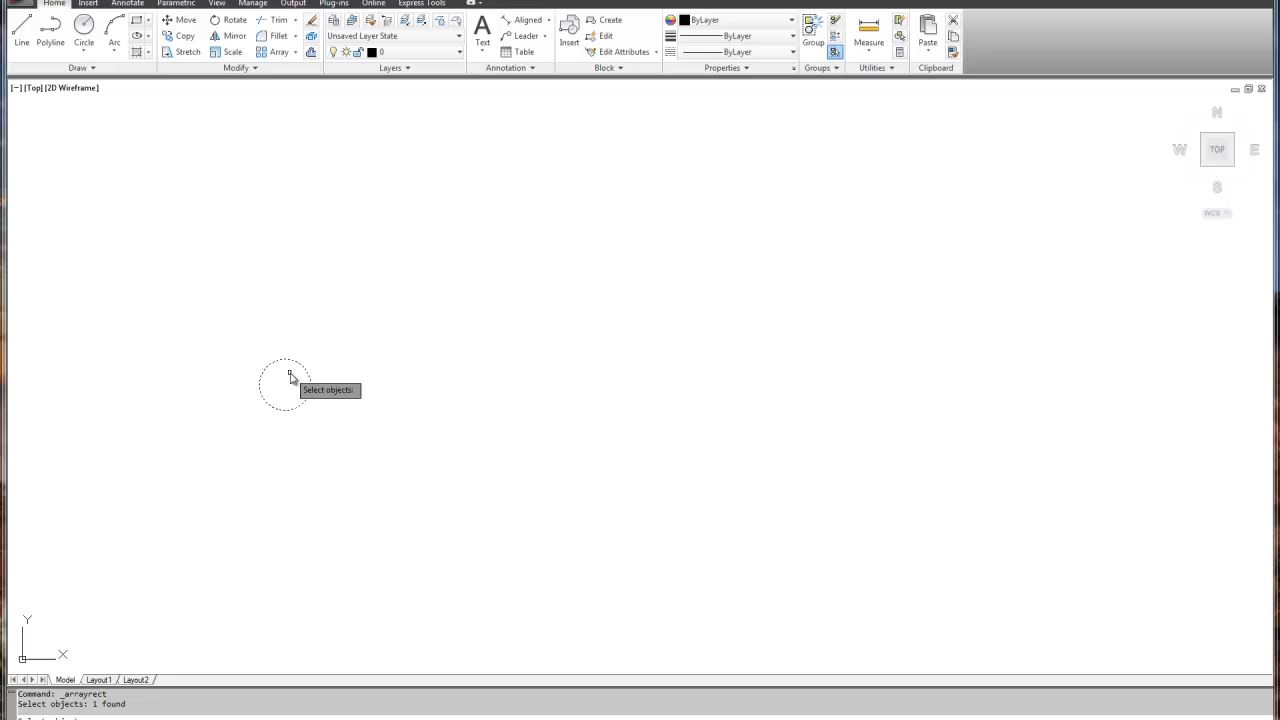 Home Insert Annotate Parametric View Manage Output Plug-ins Online Express Tools
Line Polyline Circle Arc
Move Rotate Trim
Copy Mirror Fillet
Stretch Scale Array
Unsaved Layer State
0
Text
Aligned
Leader
Table
Insert
Create
Edit
Edit Attributes
ByLayer
ByLayer
ByLayer
Group
Measure
Paste
Draw Modify Layers Annotation Block Properties Groups Utilities Clipboard
[−] [Top] [2D Wireframe]
N
W TOP E
S
WCS
Select objects:
Y
X
Model Layout1 Layout2
Command: _arrayrect
Select objects: 1 found